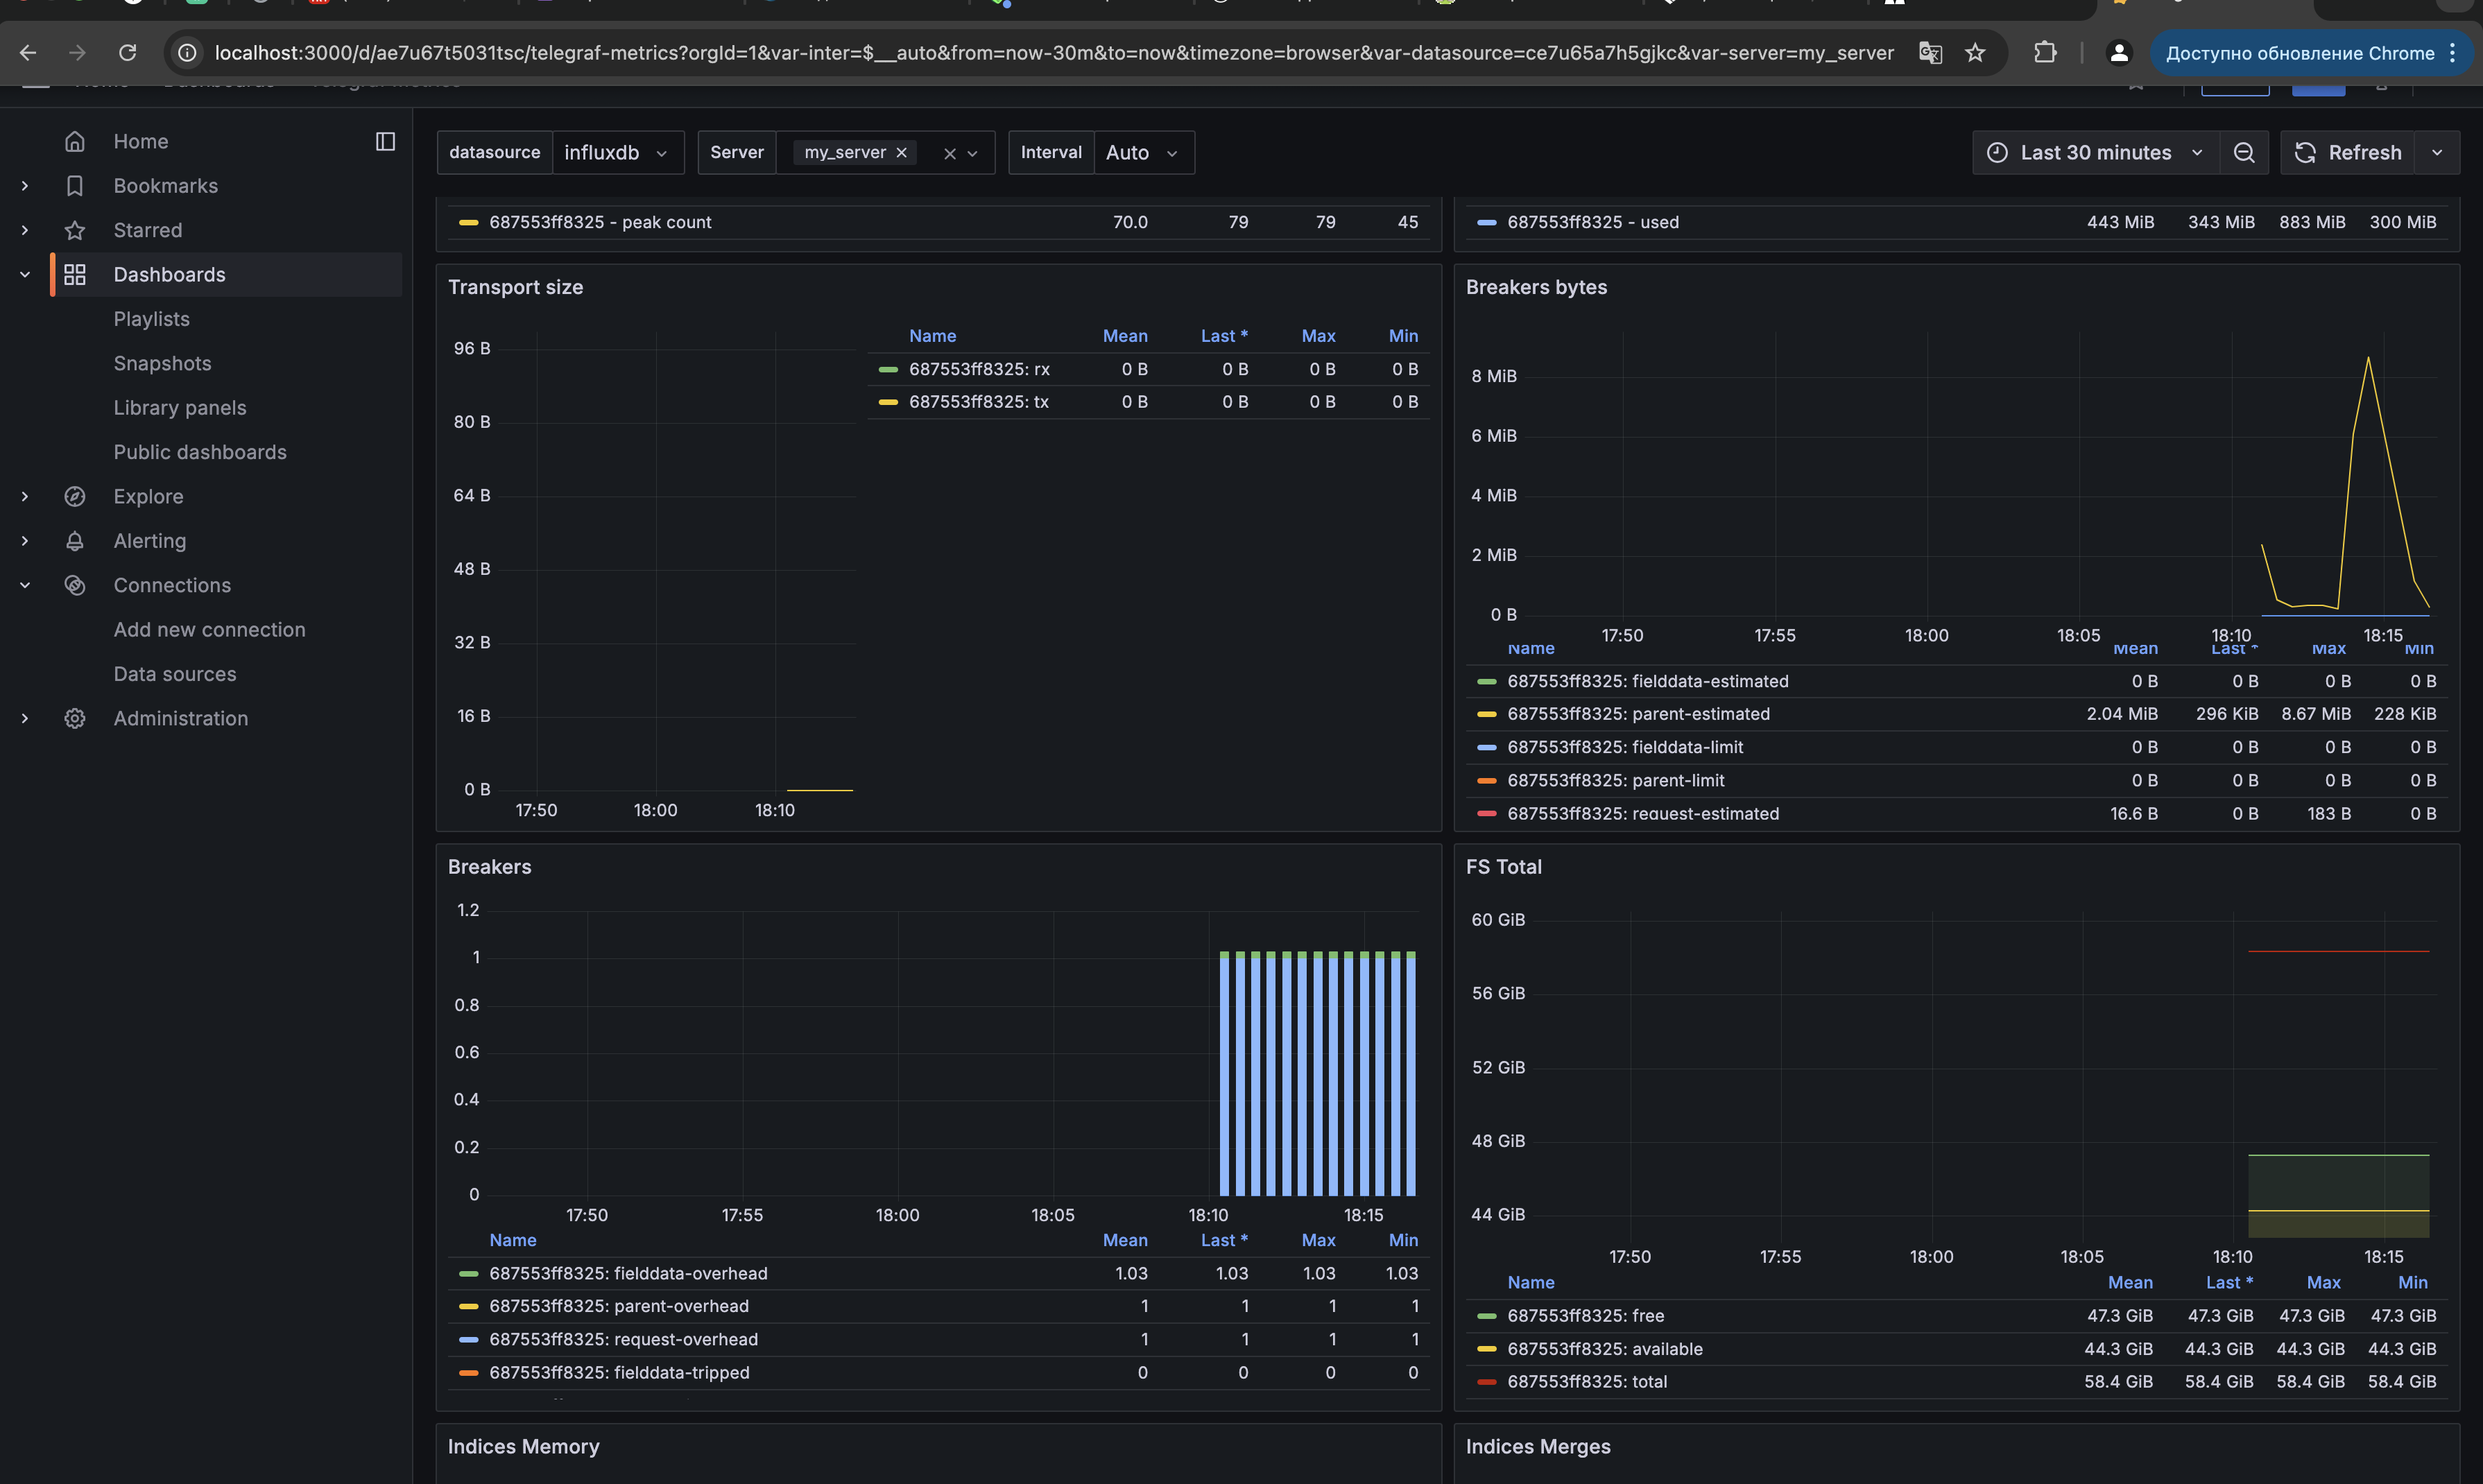 localhost:3000/d/ae7u67t5031tsc/telegraf-metrics?orgId=1&var-inter=$__auto&from=now-30m&to=now&timezone=browser&var-datasource=ce7u65a7h5gjkc&var-server=my_server
Доступно обновление Chrome
Home
Bookmarks
Starred
Dashboards
Playlists
Snapshots
Library panels
Public dashboards
Explore
Alerting
Connections
Add new connection
Data sources
Administration
datasource influxdb Server my_server Interval Auto Last 30 minutes Refresh
687553ff8325 - peak count 70.0 79 79 45
687553ff8325 - used 443 MiB 343 MiB 883 MiB 300 MiB
Transport size
96 B
80 B
64 B
48 B
32 B
16 B
0 B
17:50 18:00 18:10
Name Mean Last * Max Min
687553ff8325: rx 0 B 0 B 0 B 0 B
687553ff8325: tx 0 B 0 B 0 B 0 B
Breakers bytes
8 MiB
6 MiB
4 MiB
2 MiB
0 B
17:50 17:55 18:00 18:05 18:10 18:15
Name Mean Last * Max Min
687553ff8325: fielddata-estimated 0 B 0 B 0 B 0 B
687553ff8325: parent-estimated 2.04 MiB 296 KiB 8.67 MiB 228 KiB
687553ff8325: fielddata-limit 0 B 0 B 0 B 0 B
687553ff8325: parent-limit 0 B 0 B 0 B 0 B
687553ff8325: request-estimated 16.6 B 0 B 183 B 0 B
Breakers
1.2
1
0.8
0.6
0.4
0.2
0
17:50 17:55 18:00 18:05 18:10 18:15
Name Mean Last * Max Min
687553ff8325: fielddata-overhead 1.03 1.03 1.03 1.03
687553ff8325: parent-overhead 1 1 1 1
687553ff8325: request-overhead 1 1 1 1
687553ff8325: fielddata-tripped 0 0 0 0
FS Total
60 GiB
56 GiB
52 GiB
48 GiB
44 GiB
17:50 17:55 18:00 18:05 18:10 18:15
Name Mean Last * Max Min
687553ff8325: free 47.3 GiB 47.3 GiB 47.3 GiB 47.3 GiB
687553ff8325: available 44.3 GiB 44.3 GiB 44.3 GiB 44.3 GiB
687553ff8325: total 58.4 GiB 58.4 GiB 58.4 GiB 58.4 GiB
Indices Memory
Indices Merges